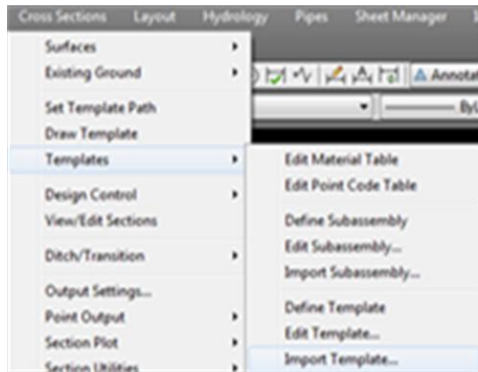 Cross Sections Layout Hydrology Pipes Sheet Manager
Surfaces
Existing Ground
Annotat
Set Template Path
ByL
Draw Template
Templates
Edit Material Table
Edit Point Code Table
Design Control
View/Edit Sections
Define Subassembly
Edit Subassembly...
Ditch/Transition
Import Subassembly...
Output Settings...
Define Template
Point Output
Edit Template...
Section Plot
Import Template...
Section Utilities